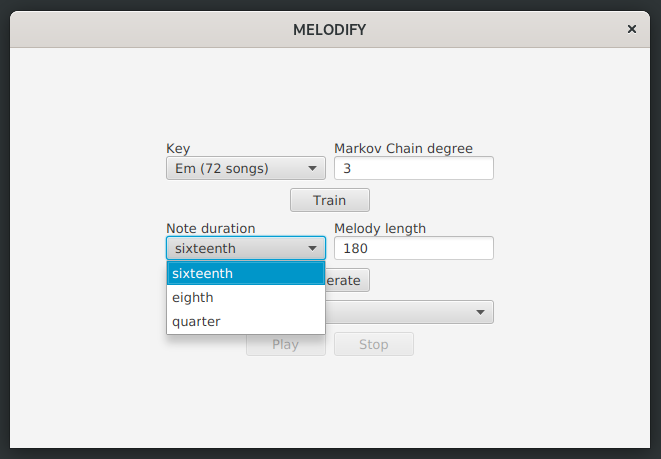 MELODIFY ×
Key Markov Chain degree
Em (72 songs) 3
Train
Note duration Melody length
sixteenth 180
sixteenth
erate
eighth
quarter
Play Stop